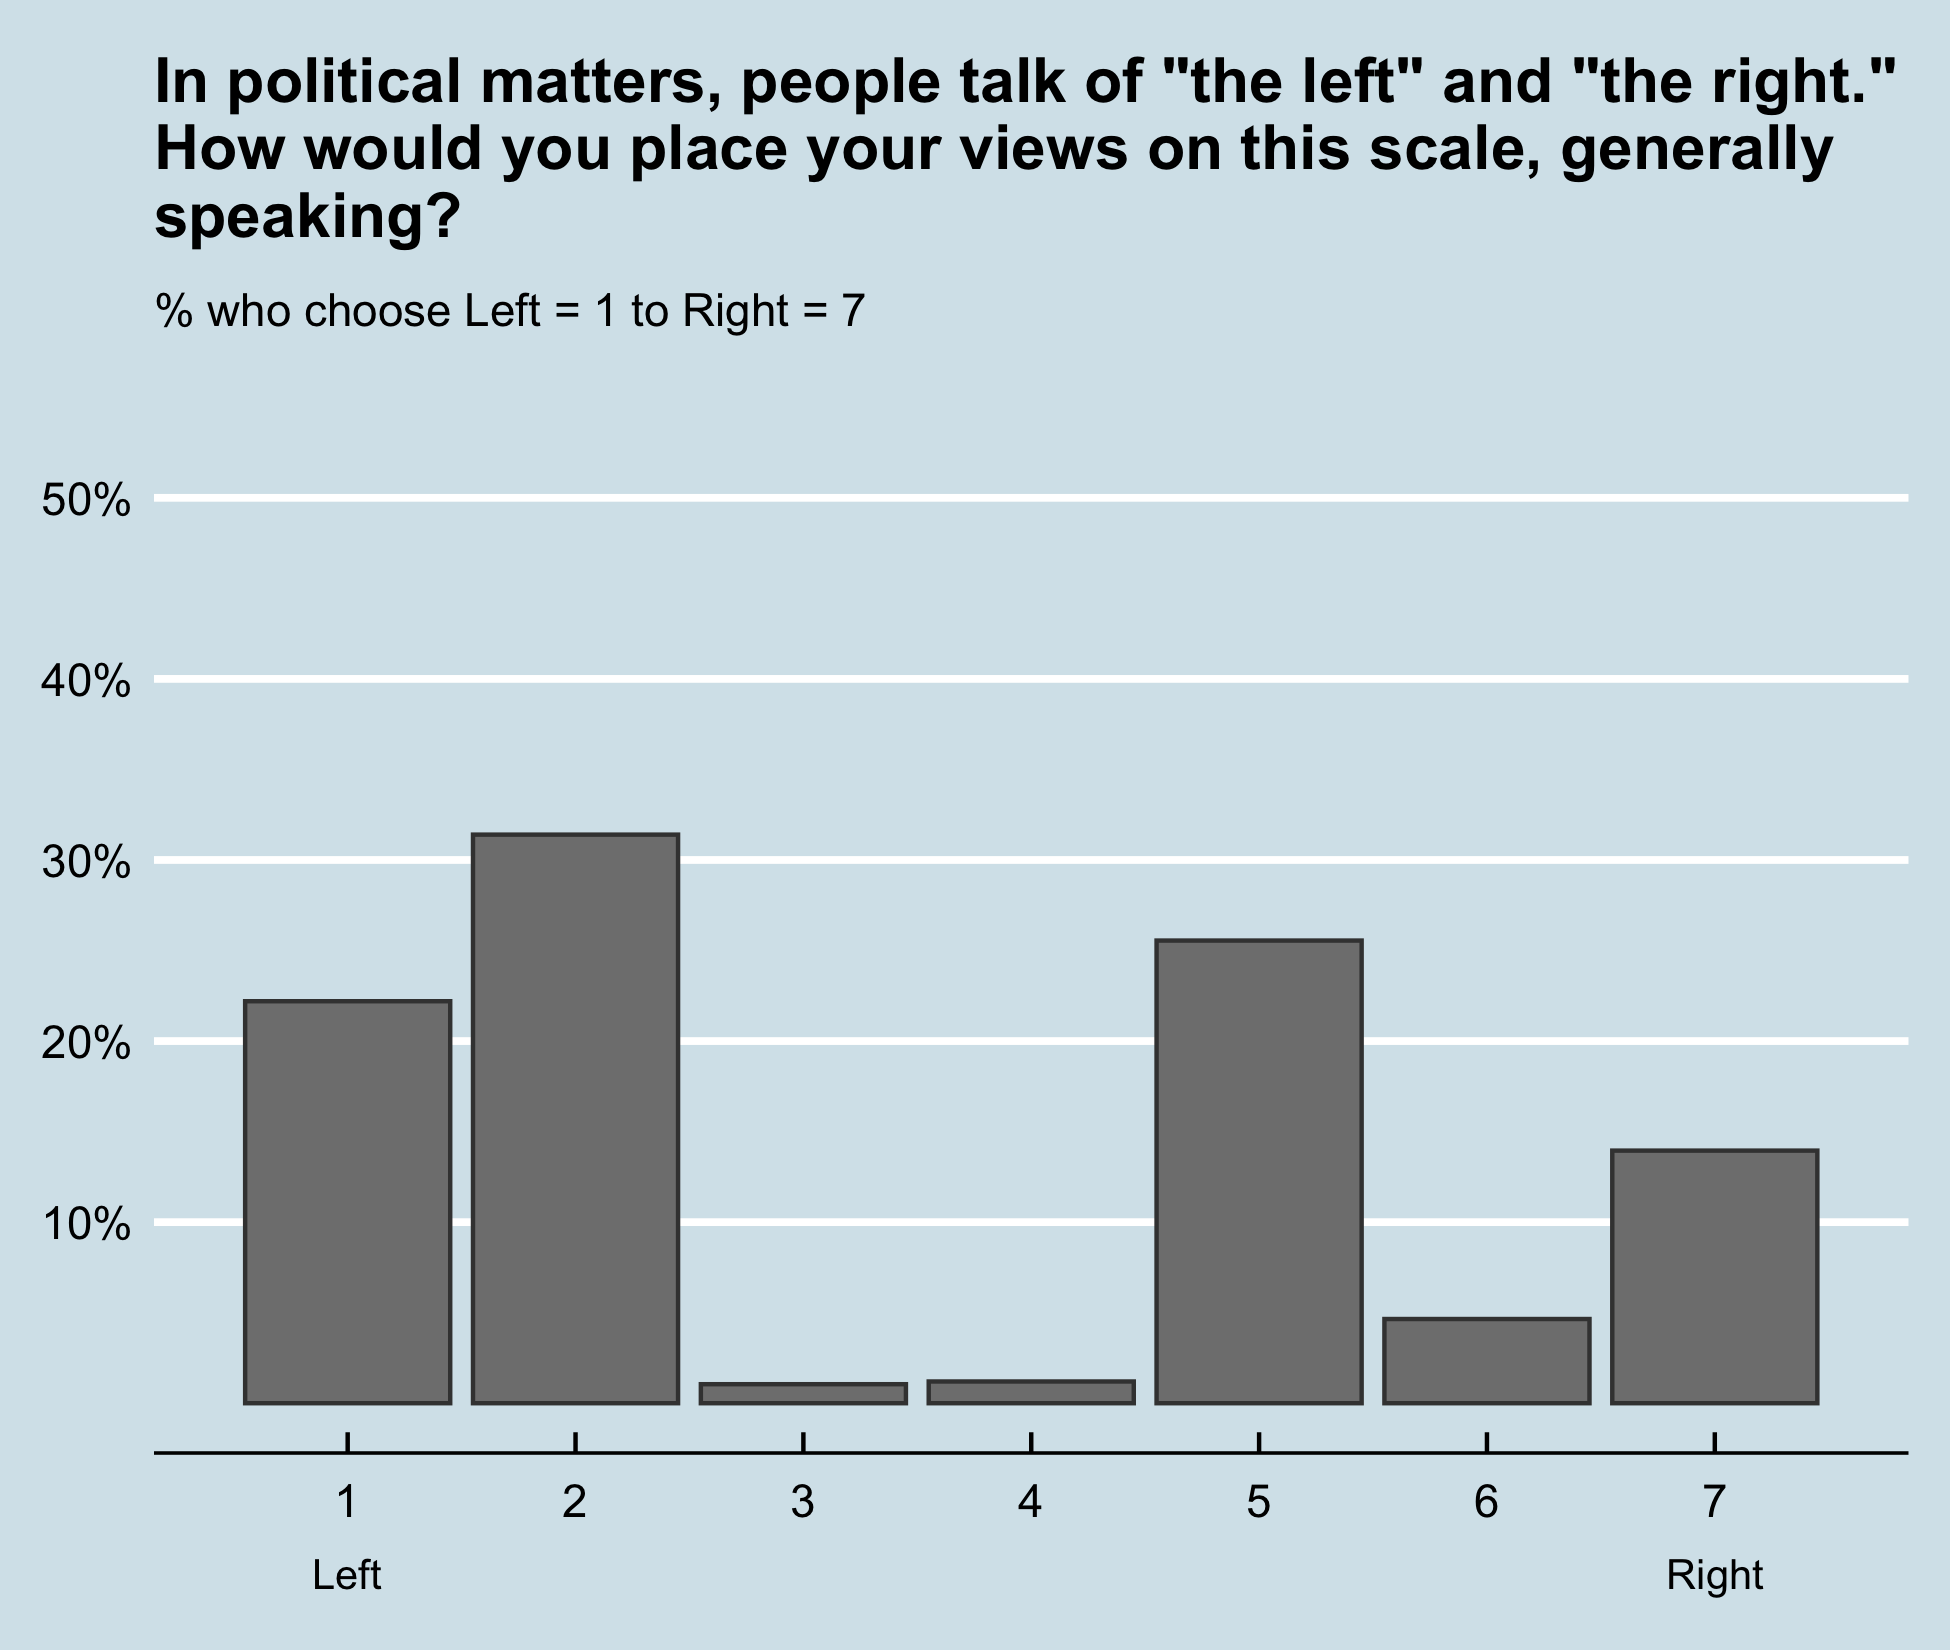 In political matters, people talk of "the left" and "the right."
How would you place your views on this scale, generally
speaking?
% who choose Left = 1 to Right = 7
50%
40%
30%
20%
10%
1 2 3 4 5 6 7
Left Right